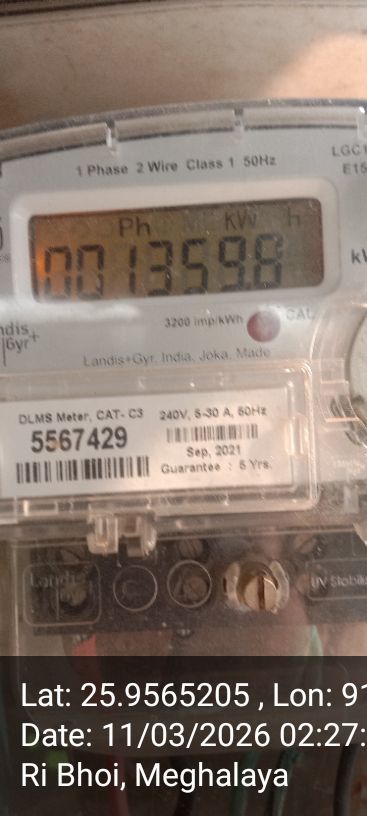 1 Phase 2 Wire Class 1 50Hz
LGC1
E15
Ph KW h
001359.8
3200 imp/kWh CAL
Landis+Gyr, India, Joka, Made
DLMS Meter, CAT- C3 240V, 5-30 A, 50Hz
5567429
Sep, 2021
Guarantee : 5 Yrs.
Lat: 25.9565205 , Lon: 91
Date: 11/03/2026 02:27:
Ri Bhoi, Meghalaya